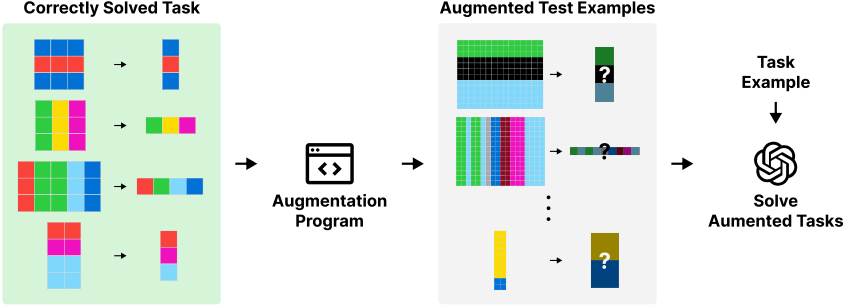 Correctly Solved Task
Augmented Test Examples
?
?
?
Augmentation
Program
Task
Example
Solve
Aumented Tasks